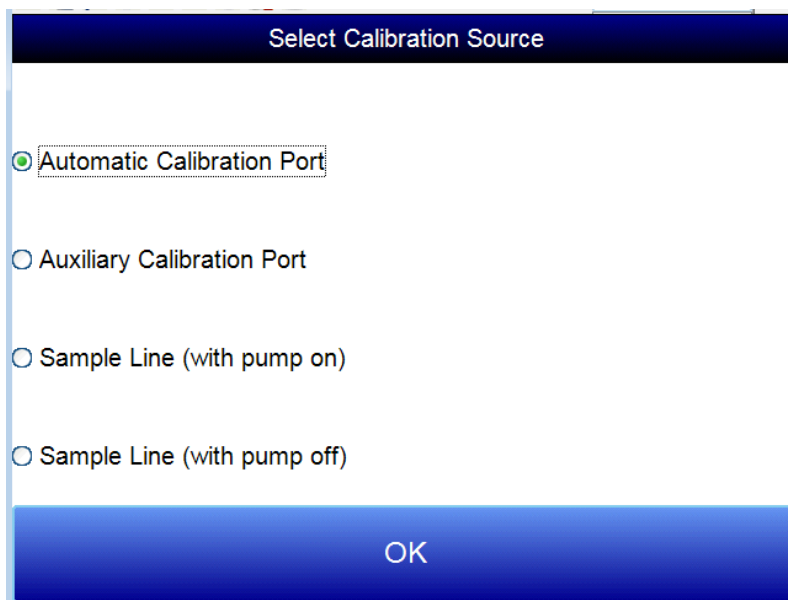 Select Calibration Source
Automatic Calibration Port
Auxiliary Calibration Port
Sample Line (with pump on)
Sample Line (with pump off)
OK